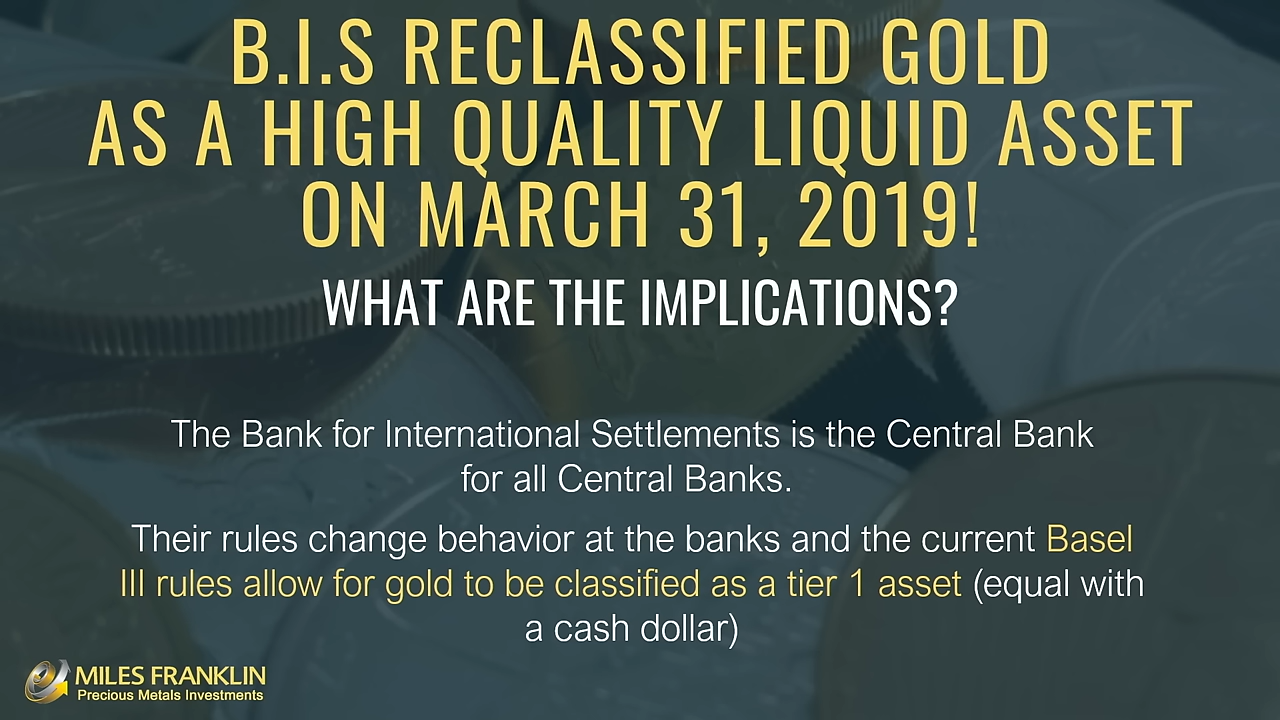 B.I.S RECLASSIFIED GOLD
AS A HIGH QUALITY LIQUID ASSET
ON MARCH 31, 2019!
WHAT ARE THE IMPLICATIONS?
The Bank for International Settlements is the Central Bank
for all Central Banks.
Their rules change behavior at the banks and the current Basel
III rules allow for gold to be classified as a tier 1 asset (equal with
a cash dollar)
MILES FRANKLIN
Precious Metals Investments